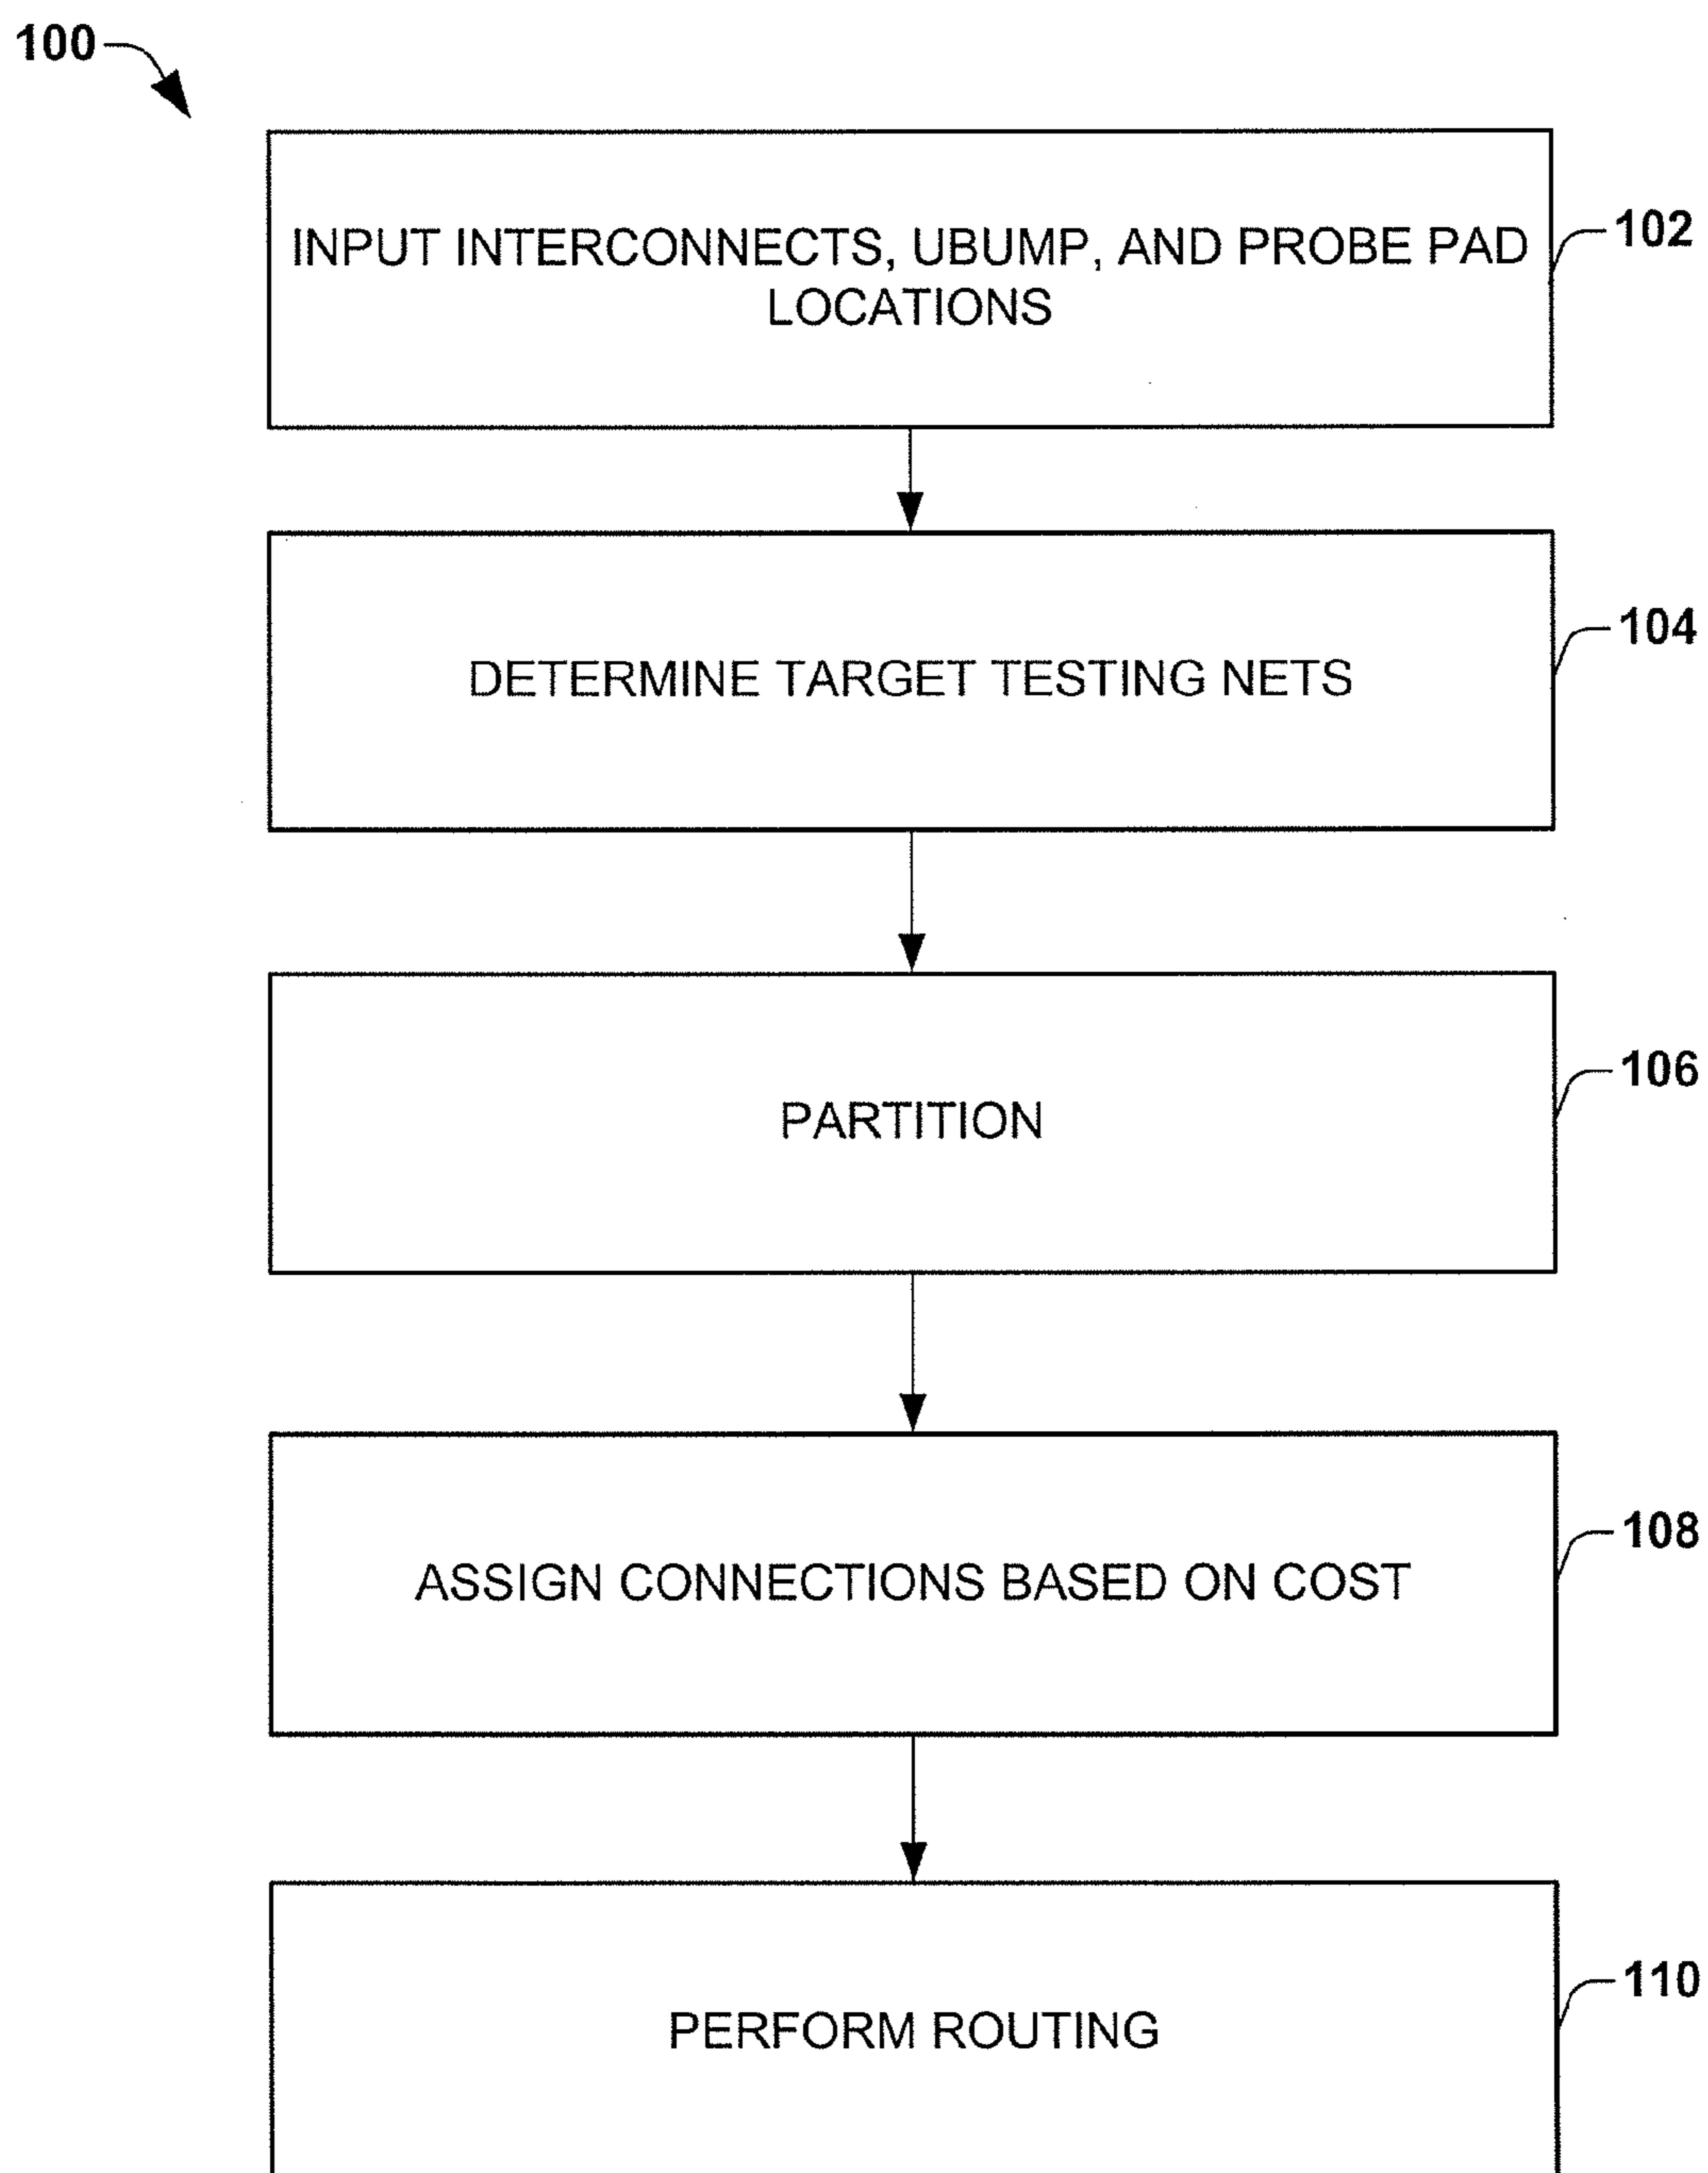 100
INPUT INTERCONNECTS, UBUMP, AND PROBE PAD
LOCATIONS
102
DETERMINE TARGET TESTING NETS
104
PARTITION
106
ASSIGN CONNECTIONS BASED ON COST
108
PERFORM ROUTING
110